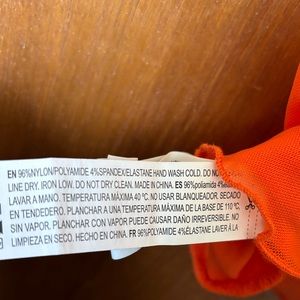 EN 96%NYLON/POLYAMIDE 4%SPANDEX/ELASTANE HAND WASH COLD. DO NO
LINE DRY. IRON LOW. DO NOT DRY CLEAN. MADE IN CHINA. ES 96%poliamida 4%
LAVAR A MANO. TEMPERATURA MÁXIMA 40 ºC. NO USAR BLANQUEADOR. SECADO
EN TENDEDERO. PLANCHAR A UNA TEMPERATURA MÁXIMA DE LA BASE DE 110 ºC,
SIN VAPOR. PLANCHAR CON VAPOR PUEDE CAUSAR DAÑO IRREVERSIBLE. NO
LIMPIEZA EN SECO. HECHO EN CHINA. FR 96%POLYAMIDE 4%ÉLASTANE LAVER À LA